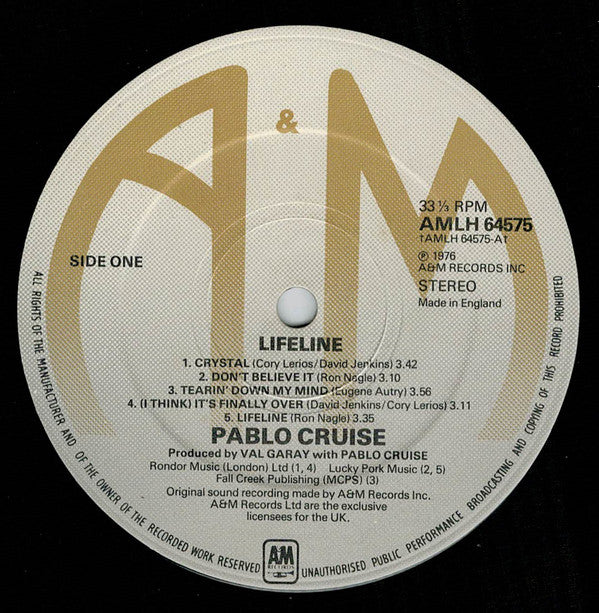 A & M
33 1/3 RPM
AMLH 64575
†AMLH 64575-A†
℗ 1976
A&M RECORDS INC
STEREO
Made in England
SIDE ONE
LIFELINE
1. CRYSTAL (Cory Lerios/David Jenkins) 3.42
2. DON'T BELIEVE IT (Ron Nagle) 3.10
3. TEARIN' DOWN MY MIND (Eugene Autry) 3.56
4. (I THINK) IT'S FINALLY OVER (David Jenkins/Cory Lerios) 3.11
5. LIFELINE (Ron Nagle) 3.35
PABLO CRUISE
Produced by VAL GARAY with PABLO CRUISE
Rondor Music (London) Ltd (1, 4) Lucky Pork Music (2, 5)
Fall Creek Publishing (MCPS) (3)
Original sound recording made by A&M Records Inc.
A&M Records Ltd are the exclusive
licensees for the UK.
ALL RIGHTS OF THE MANUFACTURER AND OF THE OWNER OF THE RECORDED WORK RESERVED
A&M
RECORDS
UNAUTHORISED PUBLIC PERFORMANCE BROADCASTING AND COPYING OF THIS RECORD PROHIBITED